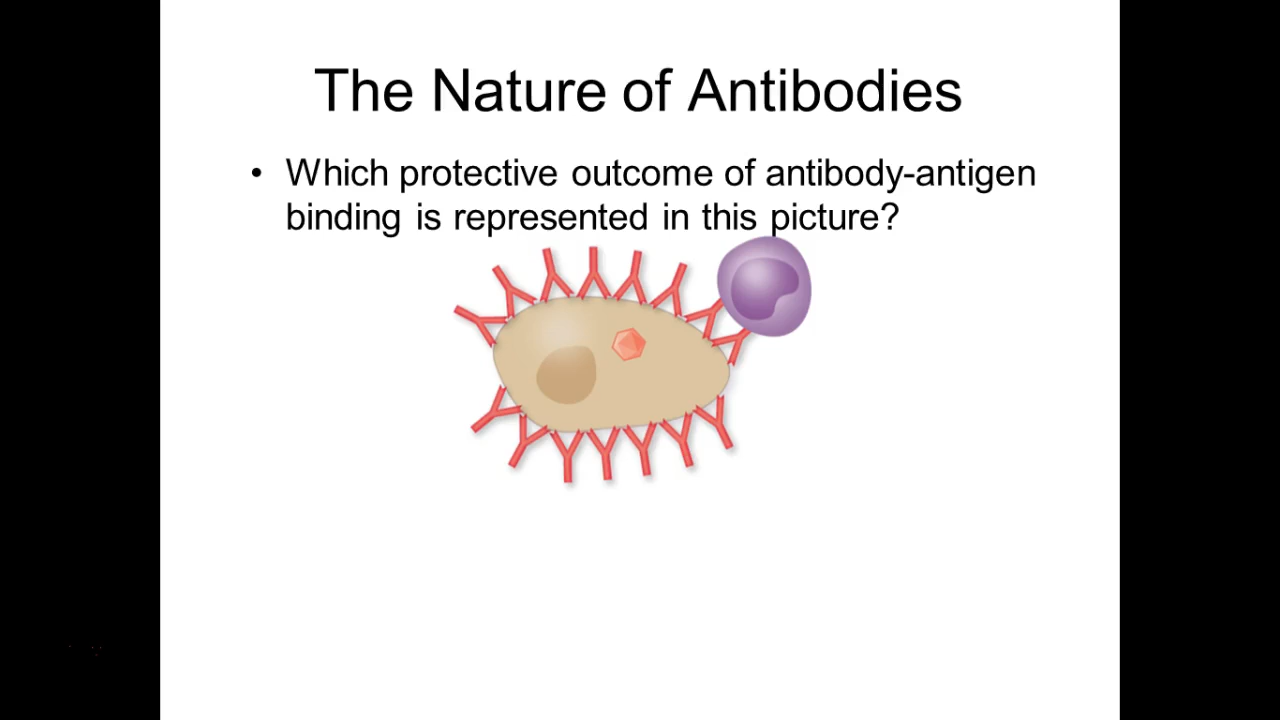 The Nature of Antibodies
• Which protective outcome of antibody-antigen
binding is represented in this picture?